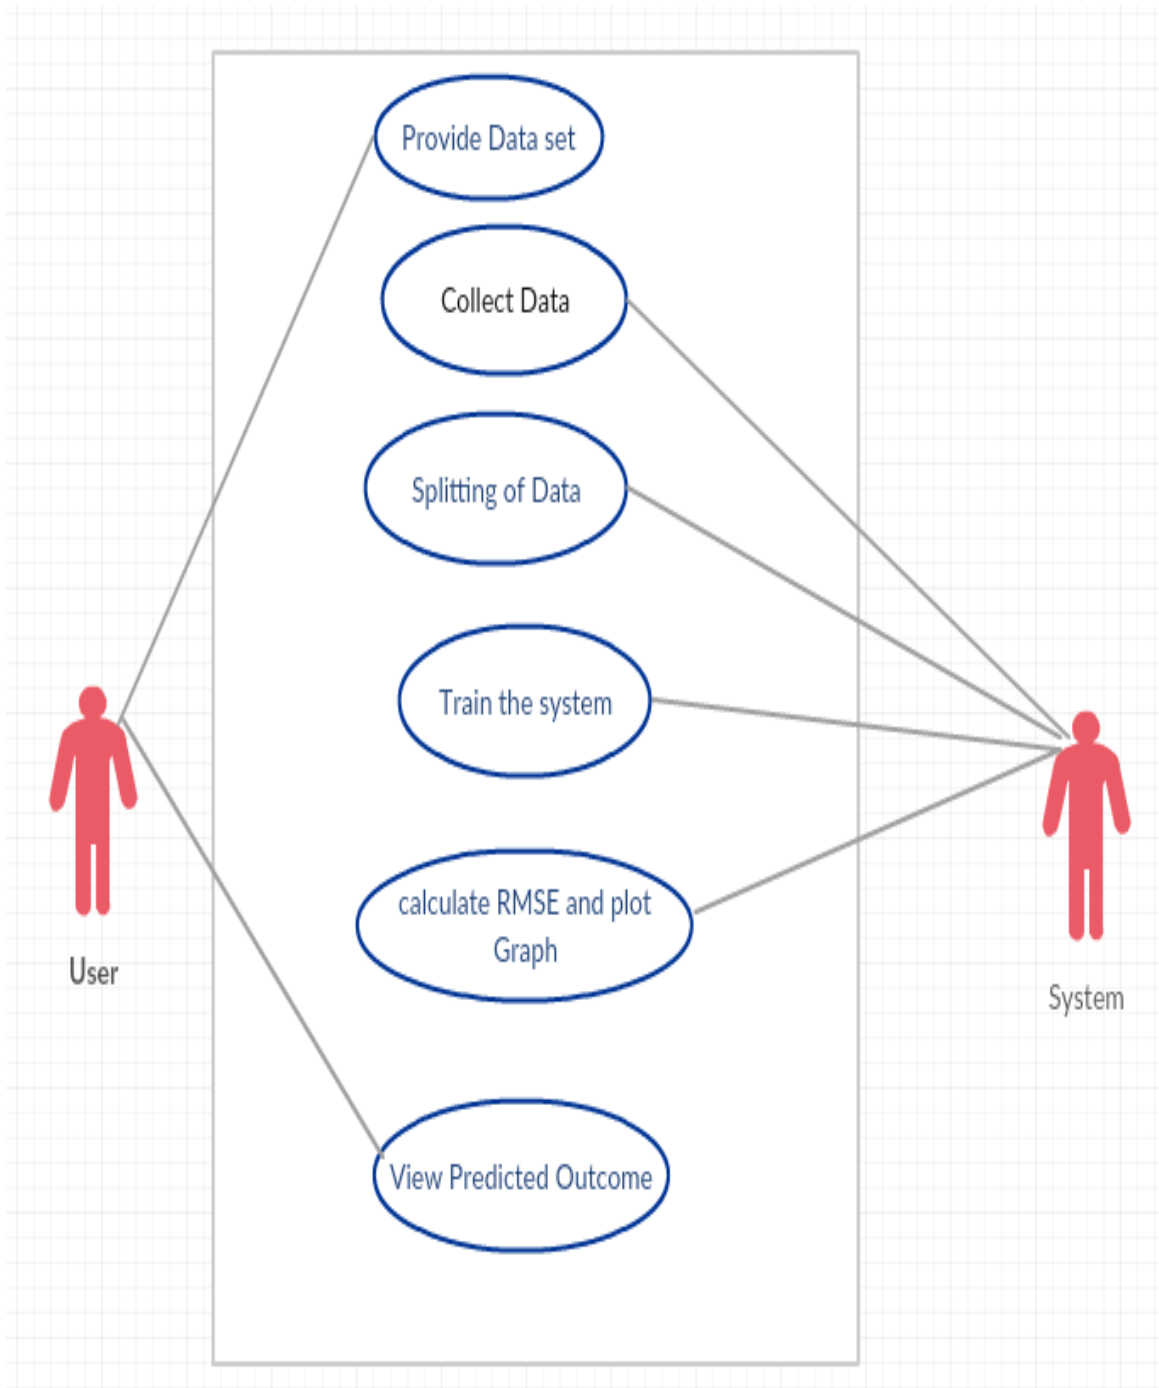 Provide Data set
Collect Data
Splitting of Data
Train the system
calculate RMSE and plot
Graph
View Predicted Outcome
User
System